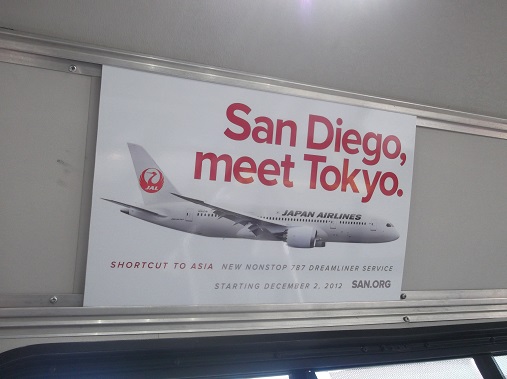 San Diego,
meet Tokyo.
JAPAN AIRLINES
JAL
SHORTCUT TO ASIA NEW NONSTOP 787 DREAMLINER SERVICE
STARTING DECEMBER 2, 2012 SAN.ORG